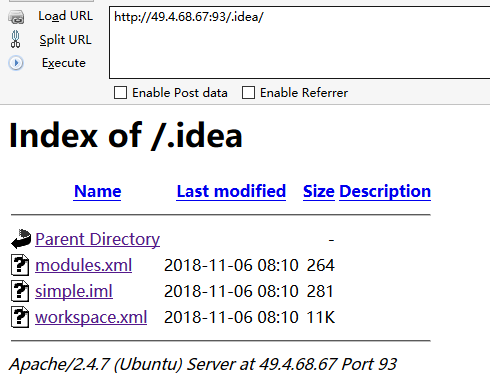 Load URL
Split URL
Execute
http://49.4.68.67:93/.idea/
Enable Post data Enable Referrer
Index of /.idea
Name Last modified Size Description
Parent Directory -
modules.xml 2018-11-06 08:10 264
simple.iml 2018-11-06 08:10 281
workspace.xml 2018-11-06 08:10 11K
Apache/2.4.7 (Ubuntu) Server at 49.4.68.67 Port 93